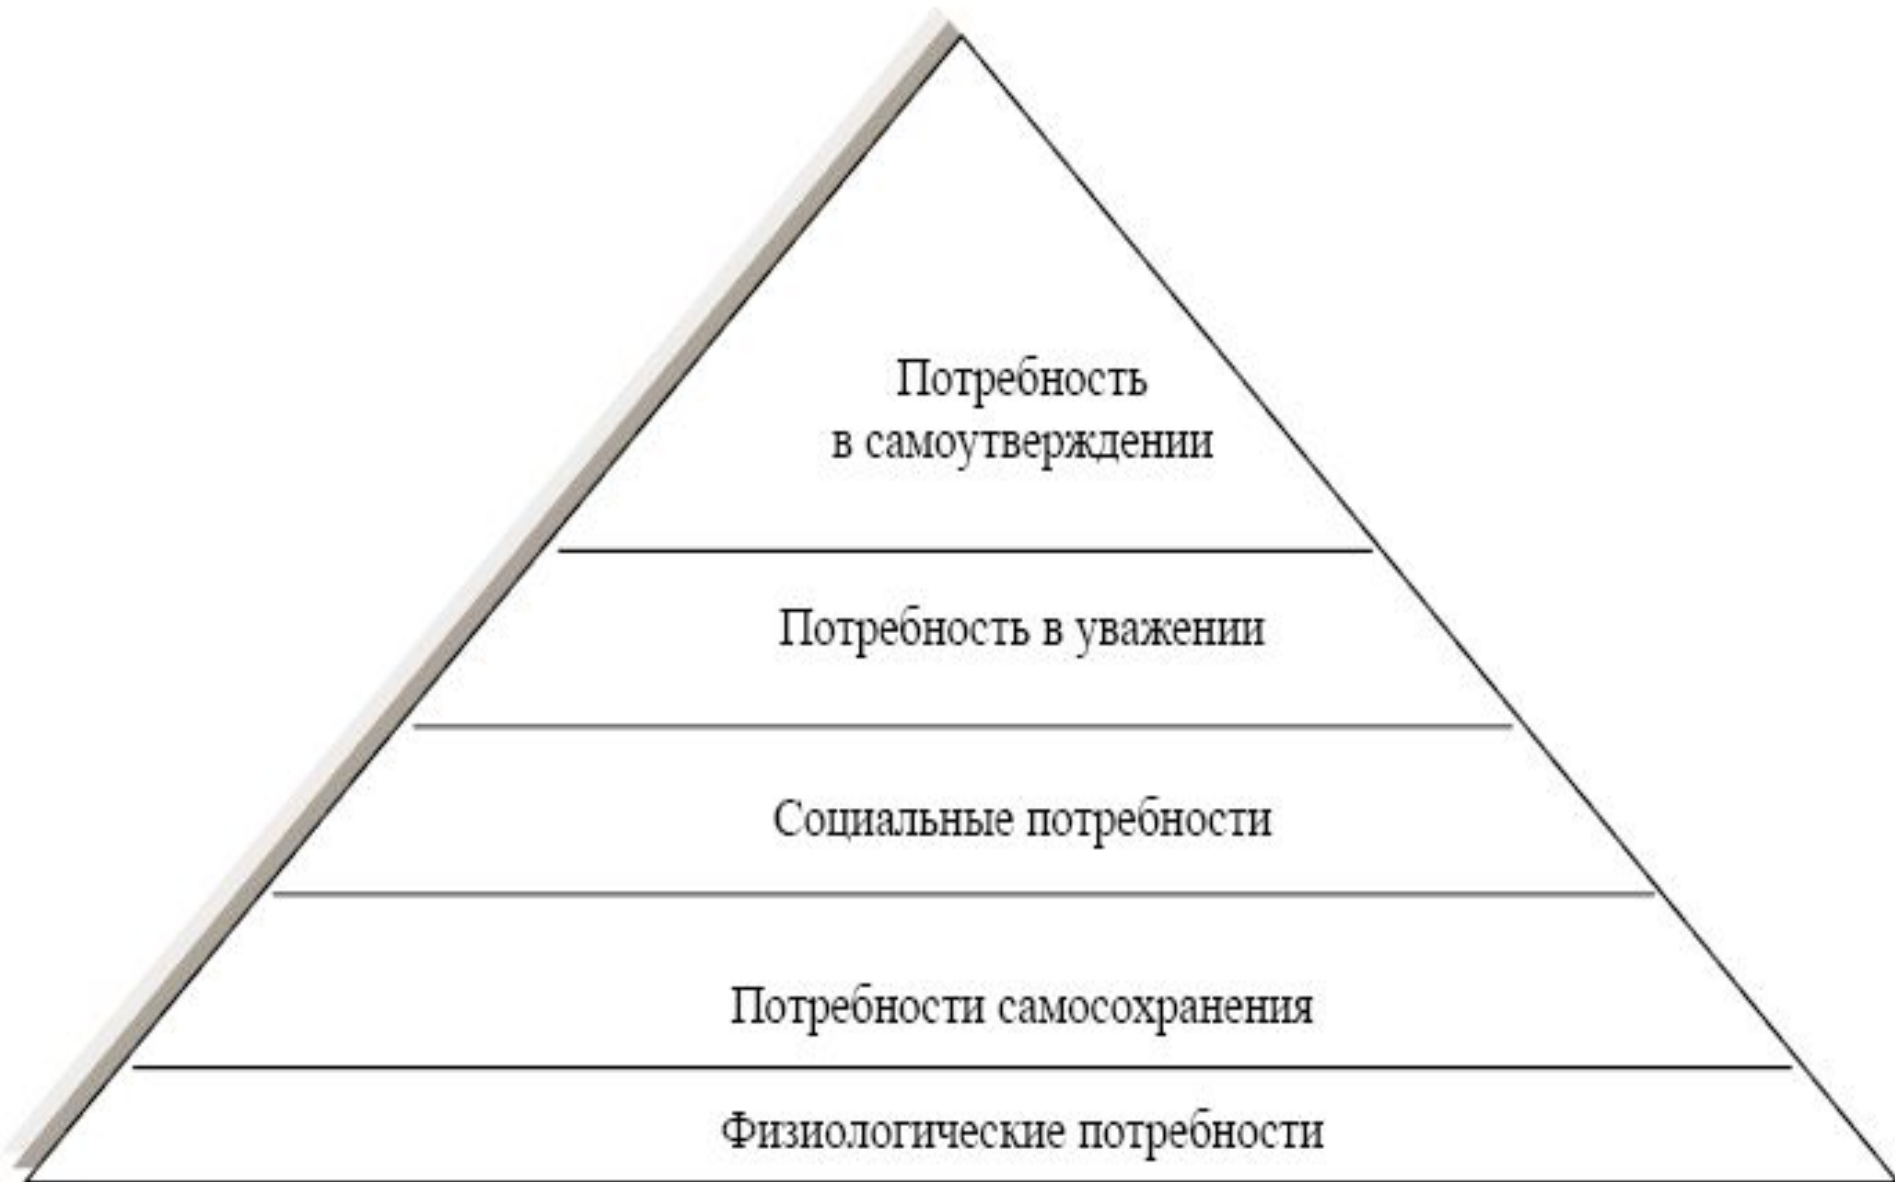 Потребность
в самоутверждении
Потребность в уважении
Социальные потребности
Потребности самосохранения
Физиологические потребности